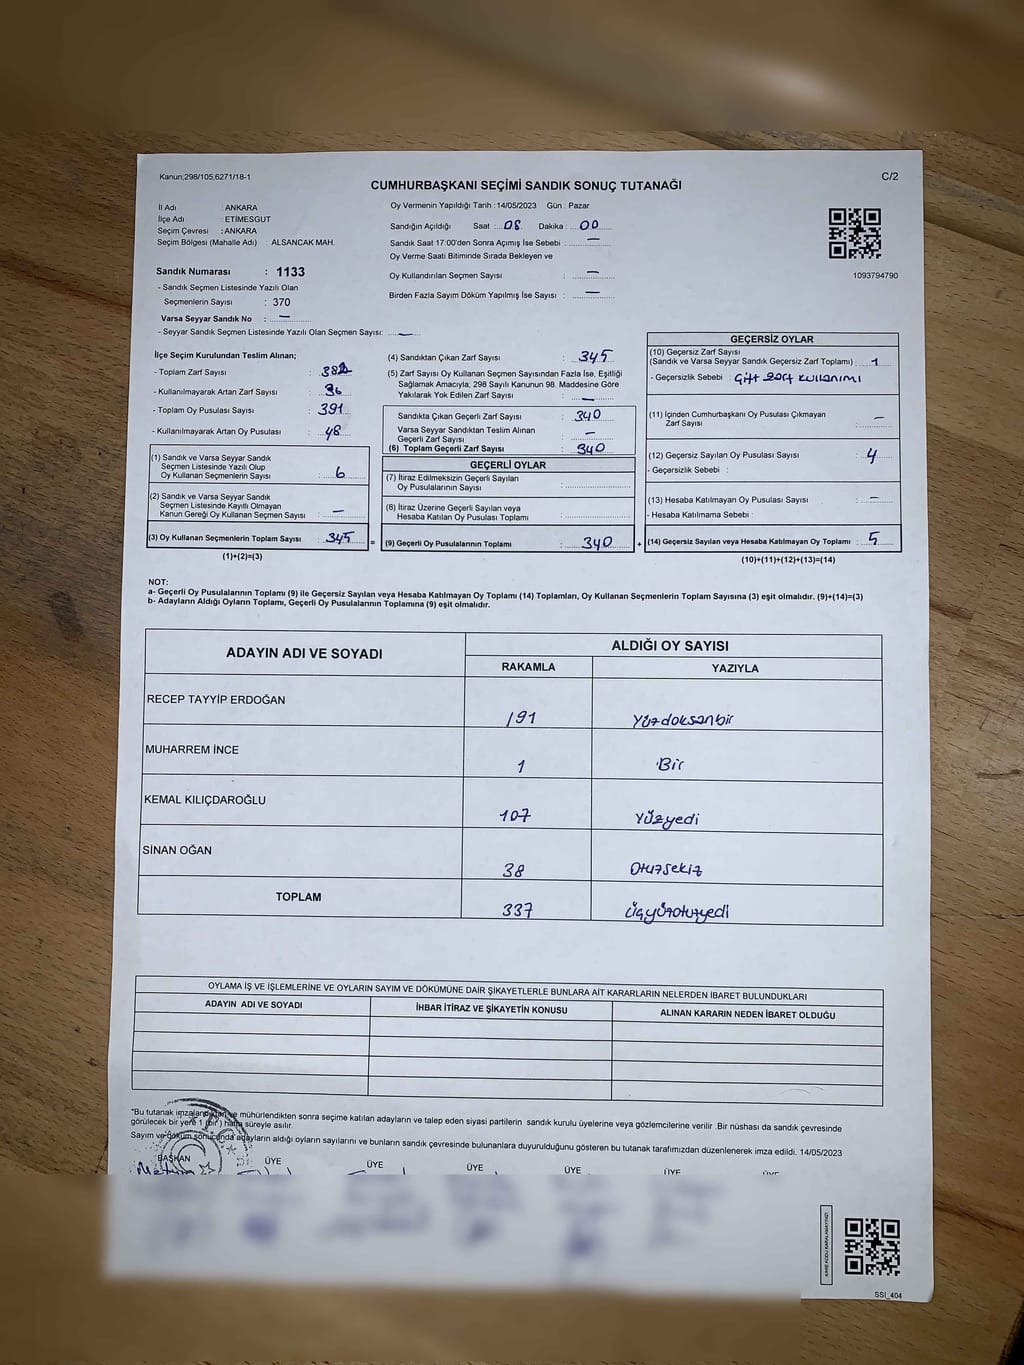 Kanun;298/105,6271/18-1
C/2
CUMHURBAŞKANI SEÇİMİ SANDIK SONUÇ TUTANAĞI
İl Adı : ANKARA
İlçe Adı : ETİMESGUT
Seçim Çevresi : ANKARA
Seçim Bölgesi (Mahalle Adı) : ALSANCAK MAH.
Sandık Numarası : 1133
- Sandık Seçmen Listesinde Yazılı Olan
Seçmenlerin Sayısı : 370
Varsa Seyyar Sandık No : —
- Seyyar Sandık Seçmen Listesinde Yazılı Olan Seçmen Sayısı: —
Oy Vermenin Yapıldığı Tarih :14/05/2023 Gün : Pazar
Sandığın Açıldığı Saat : 08 Dakika : 00
Sandık Saat 17:00'den Sonra Açımış İse Sebebi : —
Oy Verme Saati Bitiminde Sırada Bekleyen ve
Oy Kullandırılan Seçmen Sayısı : —
Birden Fazla Sayım Döküm Yapılmış İse Sayısı : —
1093794790
İlçe Seçim Kurulundan Teslim Alınan;
- Toplam Zarf Sayısı :
- Kullanılmayarak Artan Zarf Sayısı :
- Toplam Oy Pusulası Sayısı : 391
- Kullanılmayarak Artan Oy Pusulası : 48
(1) Sandık ve Varsa Seyyar Sandık
Seçmen Listesinde Yazılı Olup
Oy Kullanan Seçmenlerin Sayısı : 6
(2) Sandık ve Varsa Seyyar Sandık
Seçmen Listesinde Kayıtlı Olmayan
Kanun Gereği Oy Kullanan Seçmen Sayısı : —
(3) Oy Kullanan Seçmenlerin Toplam Sayısı : 345
(1)+(2)=(3)
(4) Sandıktan Çıkan Zarf Sayısı : 345
(5) Zarf Sayısı Oy Kullanan Seçmen Sayısından Fazla İse, Eşitliği
Sağlamak Amacıyla; 298 Sayılı Kanunun 98. Maddesine Göre
Yakılarak Yok Edilen Zarf Sayısı : —
Sandıkta Çıkan Geçerli Zarf Sayısı : 340
Varsa Seyyar Sandıktan Teslim Alınan
Geçerli Zarf Sayısı : —
(6) Toplam Geçerli Zarf Sayısı : 340
GEÇERLİ OYLAR
(7) İtiraz Edilmeksizin Geçerli Sayılan
Oy Pusulalarının Sayısı :
(8) İtiraz Üzerine Geçerli Sayılan veya
Hesaba Katılan Oy Pusulası Toplamı :
= (9) Geçerli Oy Pusulalarının Toplamı : 340
GEÇERSİZ OYLAR
(10) Geçersiz Zarf Sayısı
(Sandık ve Varsa Seyyar Sandık Geçersiz Zarf Toplamı) : 1
- Geçersizlik Sebebi : Çift zarf kullanımı
(11) İçinden Cumhurbaşkanı Oy Pusulası Çıkmayan
Zarf Sayısı : —
(12) Geçersiz Sayılan Oy Pusulası Sayısı : 4
- Geçersizlik Sebebi :
(13) Hesaba Katılmayan Oy Pusulası Sayısı : —
- Hesaba Katılmama Sebebi :
+ (14) Geçersiz Sayılan veya Hesaba Katılmayan Oy Toplamı : 5
(10)+(11)+(12)+(13)=(14)
NOT:
a- Geçerli Oy Pusulalarının Toplamı (9) ile Geçersiz Sayılan veya Hesaba Katılmayan Oy Toplamı (14) Toplamları, Oy Kullanan Seçmenlerin Toplam Sayısına (3) eşit olmalıdır. (9)+(14)=(3)
b- Adayların Aldığı Oyların Toplamı, Geçerli Oy Pusulalarının Toplamına (9) eşit olmalıdır.
ADAYIN ADI VE SOYADI
ALDIĞI OY SAYISI
RAKAMLA YAZIYLA
RECEP TAYYİP ERDOĞAN 191 Yüzdoksanbir
MUHARREM İNCE 1 Bir
KEMAL KILIÇDAROĞLU 107 Yüzyedi
SİNAN OĞAN 38 Otuzsekiz
TOPLAM 337 Üçyüzotuzyedi
OYLAMA İŞ VE İŞLEMLERİNE VE OYLARIN SAYIM VE DÖKÜMÜNE DAİR ŞİKAYETLERLE BUNLARA AİT KARARLARIN NELERDEN İBARET BULUNDUKLARI
ADAYIN ADI VE SOYADI İHBAR İTİRAZ VE ŞİKAYETİN KONUSU ALINAN KARARIN NEDEN İBARET OLDUĞU
*Bu tutanak imzalandıktan ve mühürlendikten sonra seçime katılan adayların ve talep eden siyasi partilerin sandık kurulu üyelerine veya gözlemcilerine verilir .Bir nüshası da sandık çevresinde
görülecek bir yere 1 (bir ) hafta süreyle asılır.
Sayım ve döküm sonucunda adayların aldığı oyların sayılarını ve bunların sandık çevresinde bulunanlara duyurulduğunu gösteren bu tutanak tarafımızdan düzenlenerek imza edildi. 14/05/2023
BAŞKAN ÜYE ÜYE ÜYE ÜYE ÜYE ÜYE
KARE KODU KARALAMAYINIZ!
SSI_404